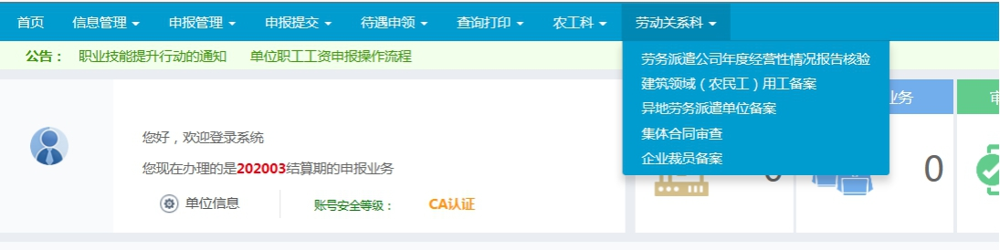 首页 信息管理 申报管理 申报提交 待遇申领 查询打印 农工科 劳动关系科
公告： 职业技能提升行动的通知 单位职工工资申报操作流程
劳务派遣公司年度经营性情况报告核验
建筑领域（农民工）用工备案
异地劳务派遣单位备案
集体合同审查
企业裁员备案
业务
您好，欢迎登录系统
您现在办理的是202003结算期的申报业务
0
单位信息 账号安全等级： CA认证